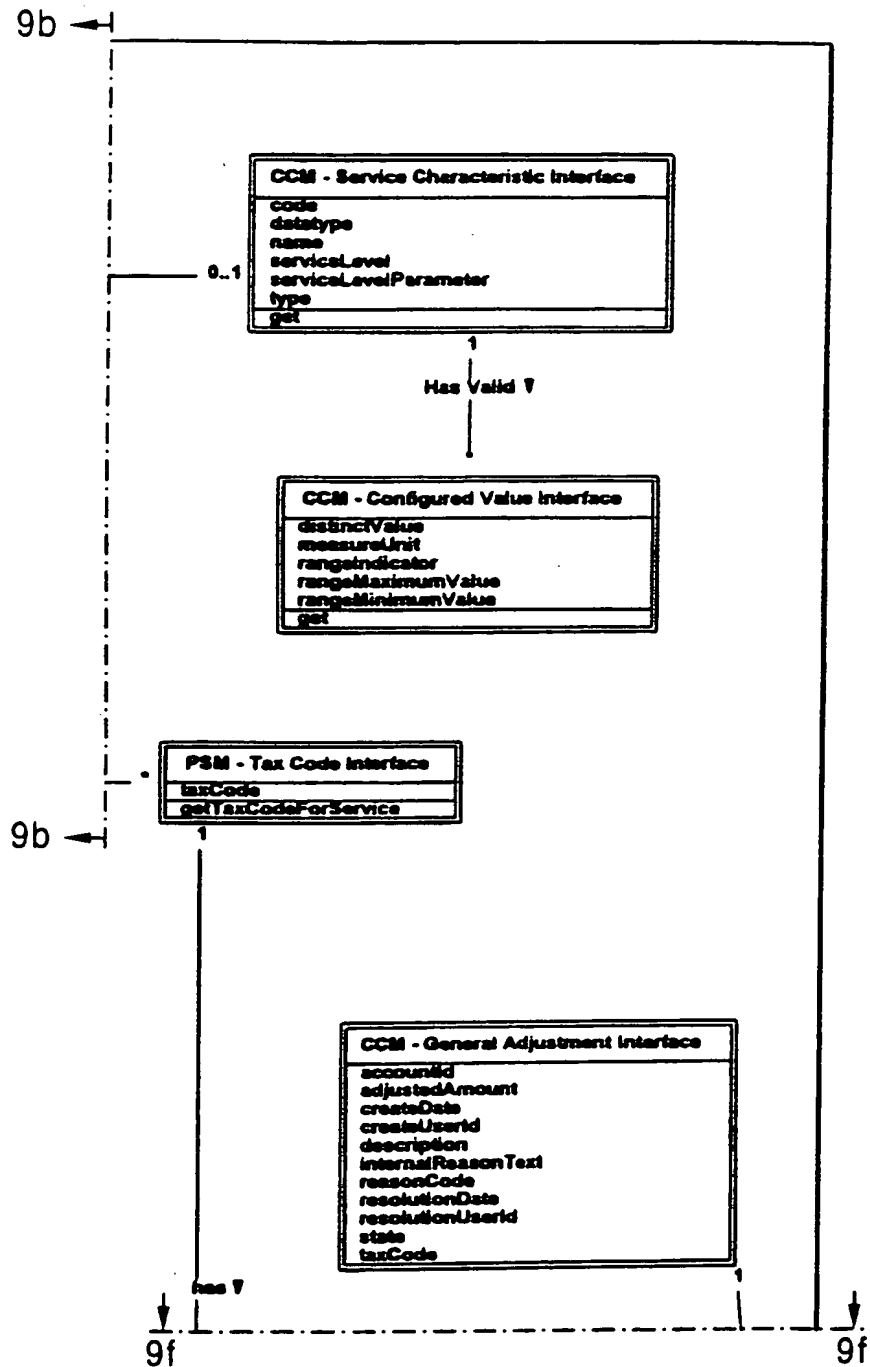 9b
CCM - Service Characteristic Interface
code
datatype
name
serviceLevel
0..1
serviceLevelParameter
type
get
1
Has Valid
*
CCM - Configured Value Interface
distinctValue
measureUnit
rangeIndicator
rangeMaximumValue
rangeMinimumValue
get
PSM - Tax Code Interface
*
taxCode
getTaxCodeForService
9b
1
CCM - General Adjustment Interface
accountId
adjustedAmount
createDate
createUserId
description
internalReasonText
reasonCode
resolutionDate
resolutionUserId
state
taxCode
has
1
9f
9f